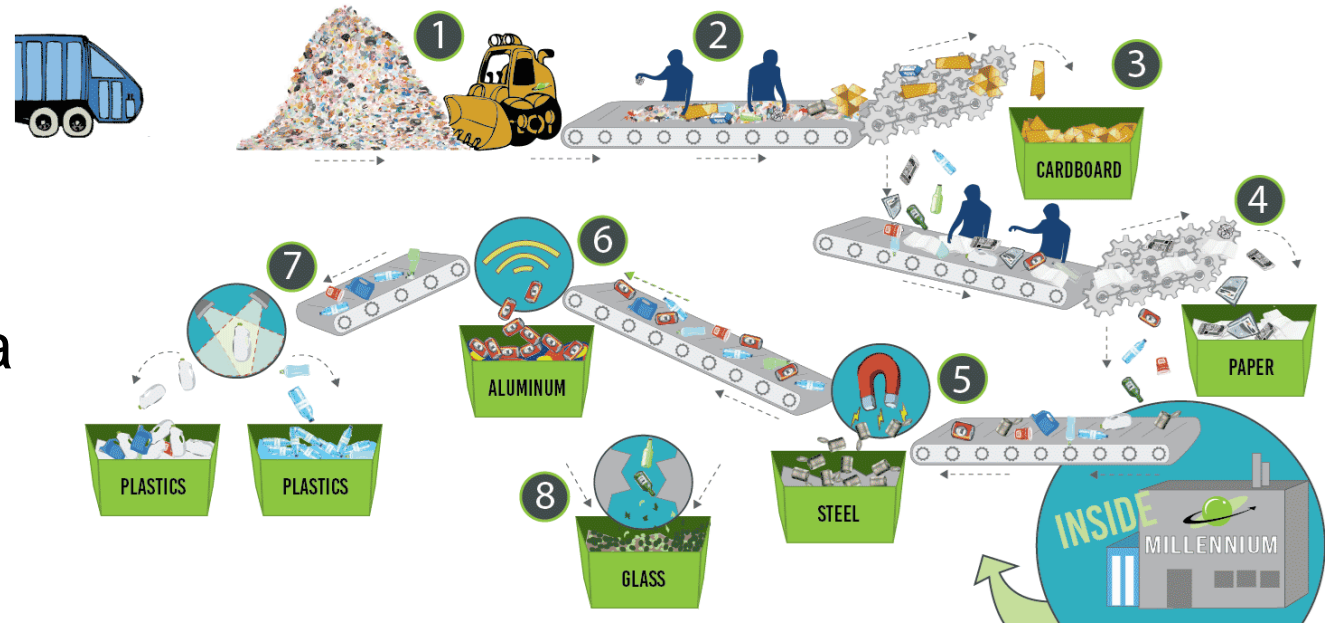 1
2
3
CARDBOARD
4
PAPER
5
STEEL
6
ALUMINUM
7
PLASTICS
PLASTICS
8
GLASS
a
INSIDE
MILLENNIUM